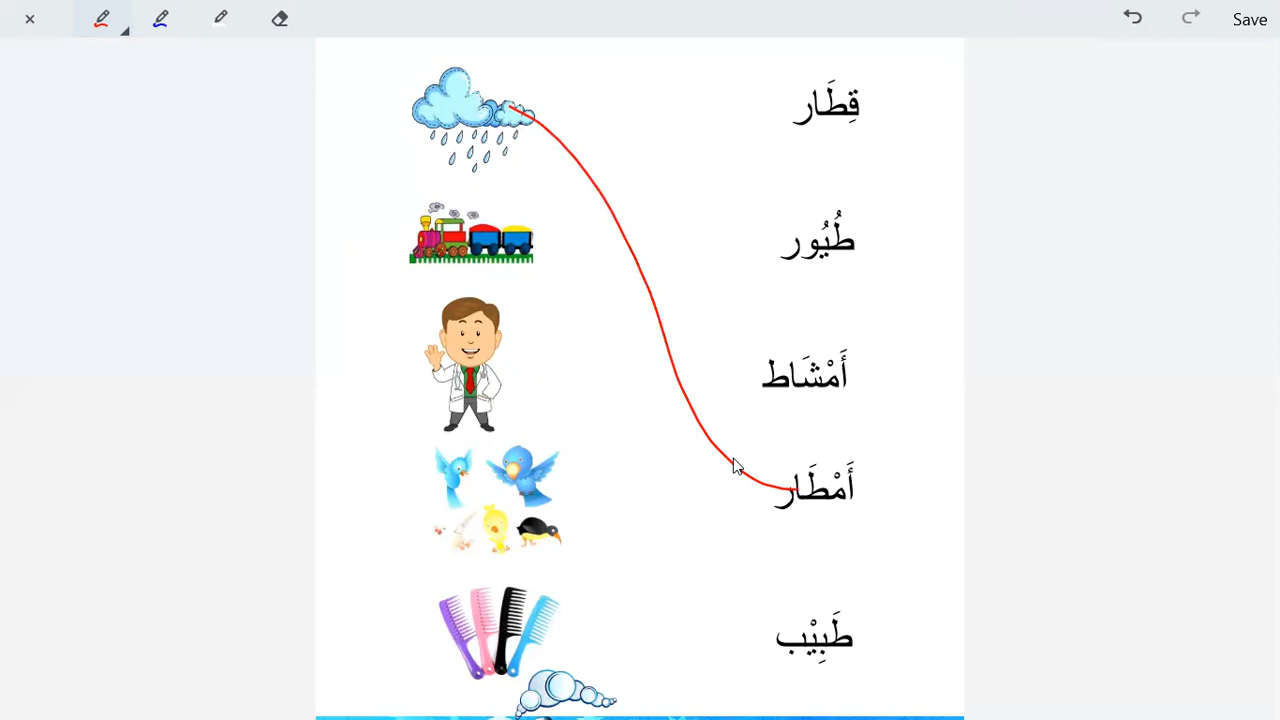 Save
قِطَار
طُيُور
أَمْشَاط
أَمْطَار
طَبِيْب